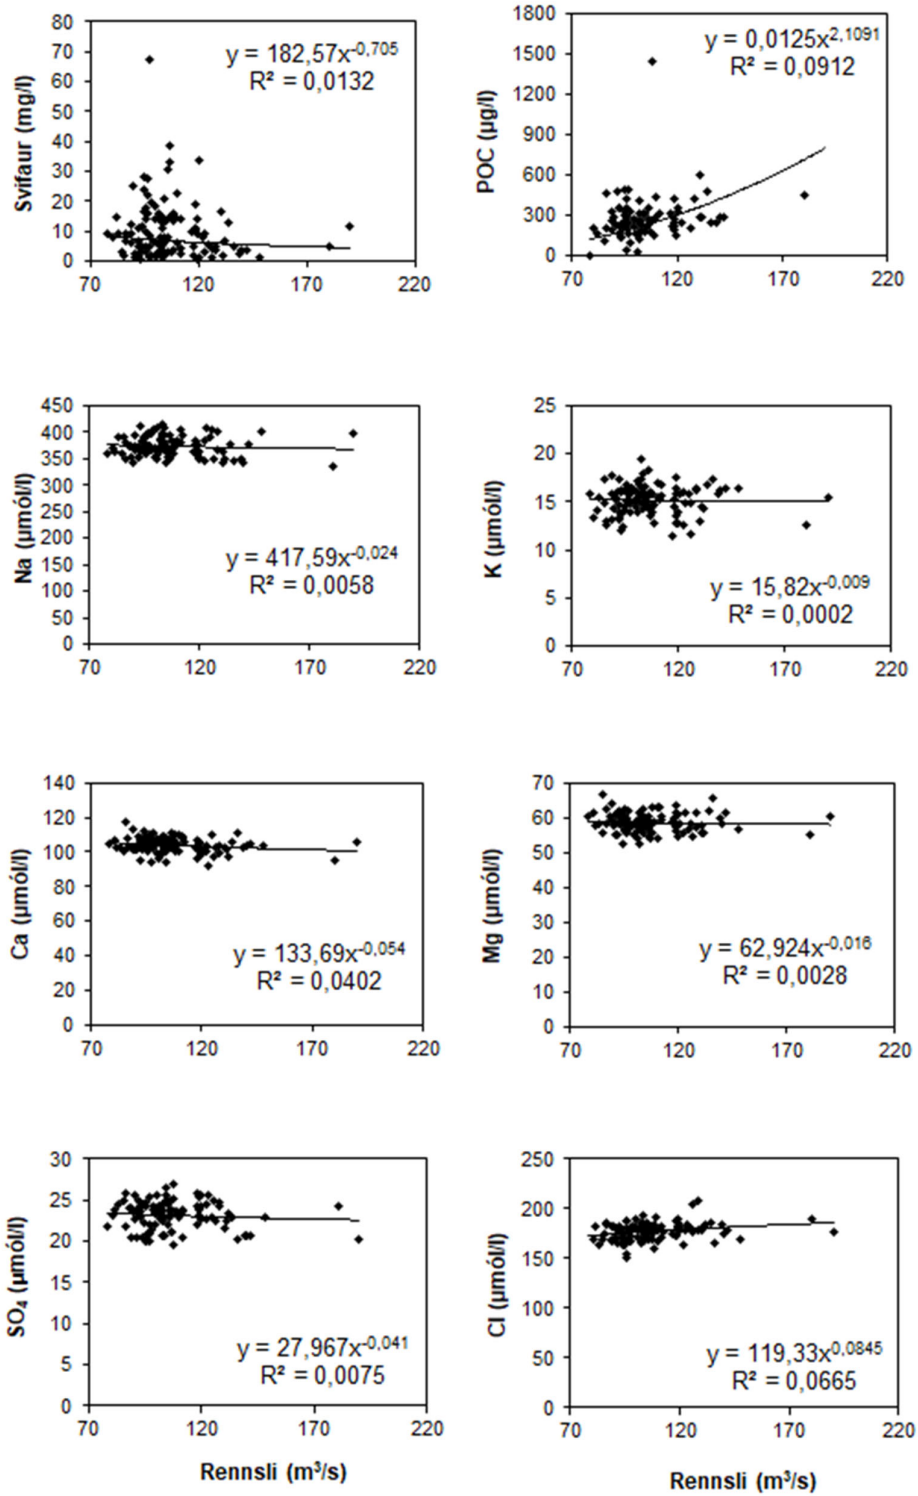 Svifaur (mg/l)
80
70
60
50
40
30
20
10
0
y = 182,57x^-0,705
R² = 0,0132
70 120 170 220
POC (µg/l)
1800
1500
1200
900
600
300
0
y = 0,0125x^2,1091
R² = 0,0912
70 120 170 220
Na (µmól/l)
450
400
350
300
250
200
150
100
50
0
y = 417,59x^-0,024
R² = 0,0058
70 120 170 220
K (µmól/l)
25
20
15
10
5
0
y = 15,82x^-0,009
R² = 0,0002
70 120 170 220
Ca (µmól/l)
140
120
100
80
60
40
20
0
y = 133,69x^-0,054
R² = 0,0402
70 120 170 220
Mg (µmól/l)
70
60
50
40
30
20
10
0
y = 62,924x^-0,016
R² = 0,0028
70 120 170 220
SO₄ (µmól/l)
30
25
20
15
10
5
0
y = 27,967x^-0,041
R² = 0,0075
70 120 170 220
Rennsli (m³/s)
Cl (µmól/l)
250
200
150
100
50
0
y = 119,33x^0,0845
R² = 0,0665
70 120 170 220
Rennsli (m³/s)